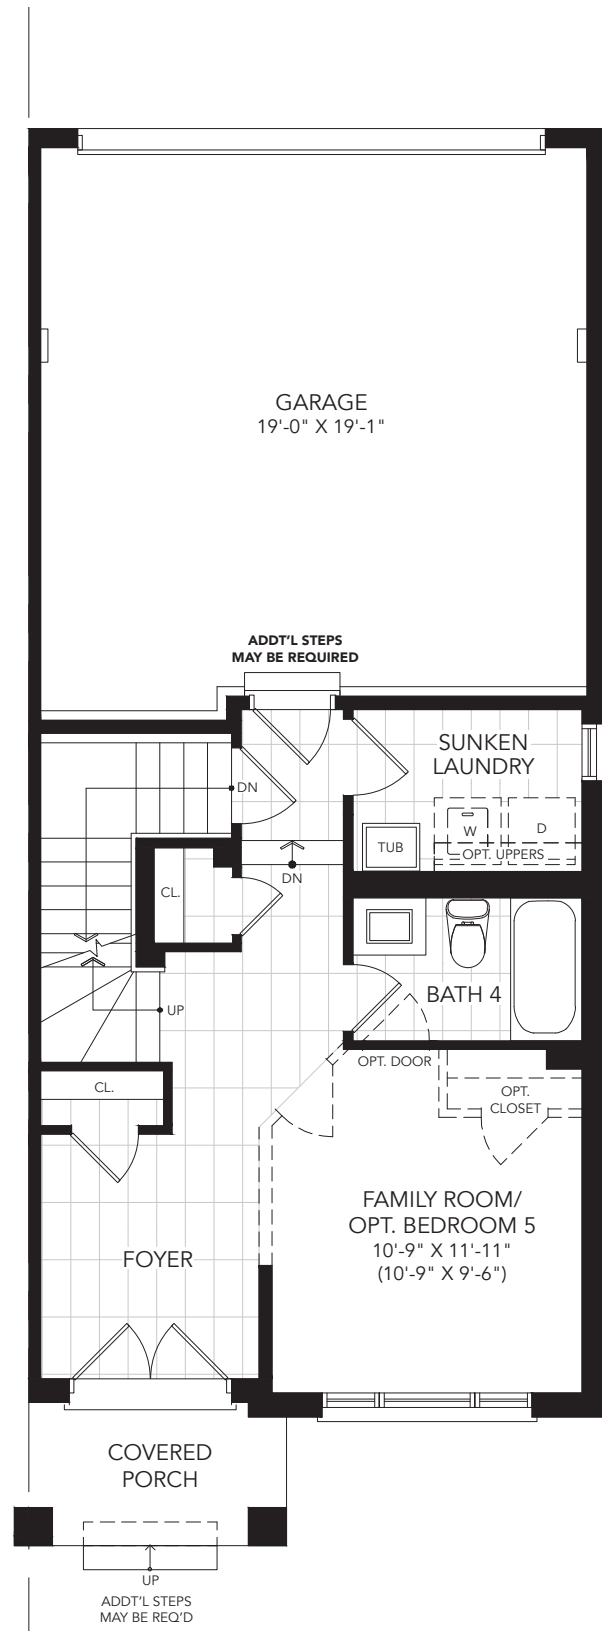 GARAGE
19'-0" X 19'-1"
ADDT'L STEPS
MAY BE REQUIRED
SUNKEN
LAUNDRY
DN
W
D
TUB
OPT. UPPERS
DN
CL.
BATH 4
UP
OPT. DOOR
CL.
OPT.
CLOSET
FAMILY ROOM/
OPT. BEDROOM 5
10'-9" X 11'-11"
(10'-9" X 9'-6")
FOYER
COVERED
PORCH
UP
ADDT'L STEPS
MAY BE REQ'D